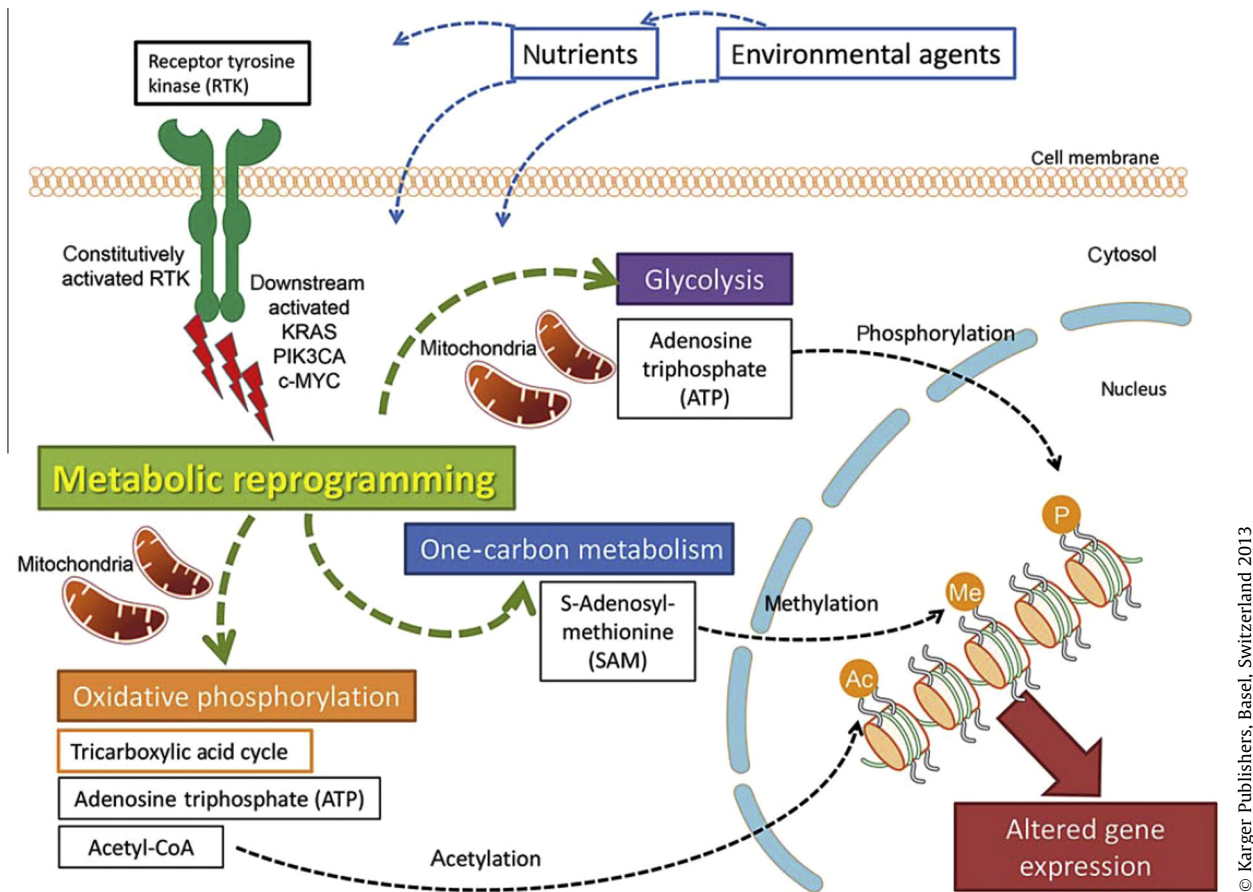 Nutrients
Environmental agents
Receptor tyrosine
kinase (RTK)
Cell membrane
Constitutively
activated RTK
Downstream
activated
KRAS
PIK3CA
c-MYC
Cytosol
Glycolysis
Mitochondria
Adenosine
triphosphate
(ATP)
Phosphorylation
Nucleus
Metabolic reprogramming
P
One-carbon metabolism
Mitochondria
S-Adenosyl-
methionine
(SAM)
Methylation
Me
Ac
Oxidative phosphorylation
Tricarboxylic acid cycle
Adenosine triphosphate (ATP)
Acetyl-CoA
Acetylation
Altered gene
expression
© Karger Publishers, Basel, Switzerland 2013